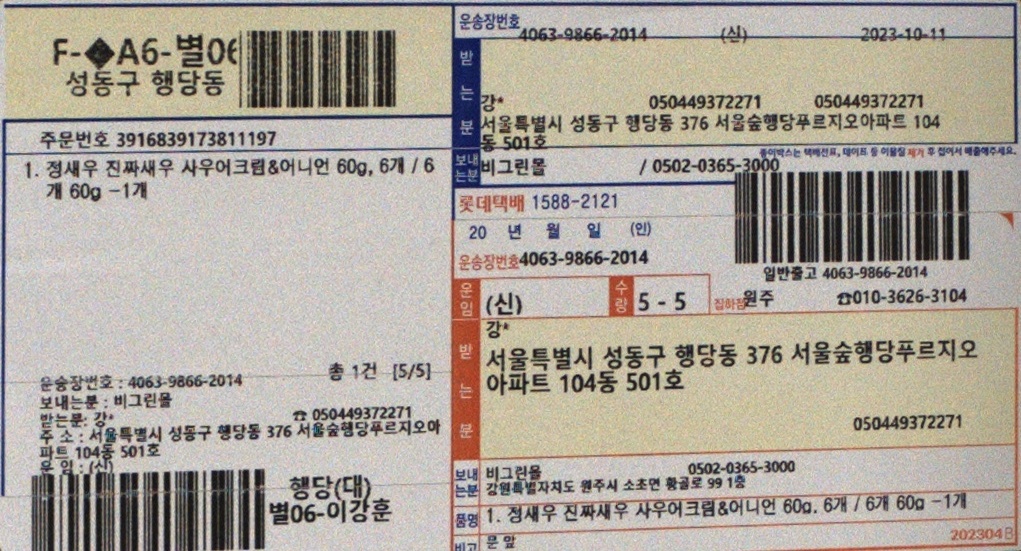 F-◆A6-별06
성동구 행당동
주문번호 3916839173811197
1. 정새우 진짜새우 사우어크림&어니언 60g, 6개 / 6
개 60g -1개
총 1건 [5/5]
운송장번호 : 4063-9866-2014
보내는분 : 비그린몰
받는분: 강* ☎ 050449372271
주 소 : 서울특별시 성동구 행당동 376 서울숲행당푸르지오아
파트 104동 501호
운 임 : (신)
행당(대)
별06-이강훈
운송장번호 4063-9866-2014 (신) 2023-10-11
받는분
강* 050449372271 050449372271
서울특별시 성동구 행당동 376 서울숲행당푸르지오아파트 104
동 501호
보내는분 비그린몰 / 0502-0365-3000
종이박스는 택배전표, 테이프 등 이물질 제거 후 접어서 배출해주세요.
롯데택배 1588-2121
20 년 월 일 (인)
운송장번호 4063-9866-2014
일반출고 4063-9866-2014
운임 (신) 수량 5 - 5 집하점 원주 ☎010-3626-3104
받는분
강*
서울특별시 성동구 행당동 376 서울숲행당푸르지오
아파트 104동 501호
050449372271
보내는분 비그린몰 0502-0365-3000
강원특별자치도 원주시 소초면 황골로 99 1층
품명 1. 정새우 진짜새우 사우어크림&어니언 60g, 6개 / 6개 60g -1개
비고 문 앞
202304B